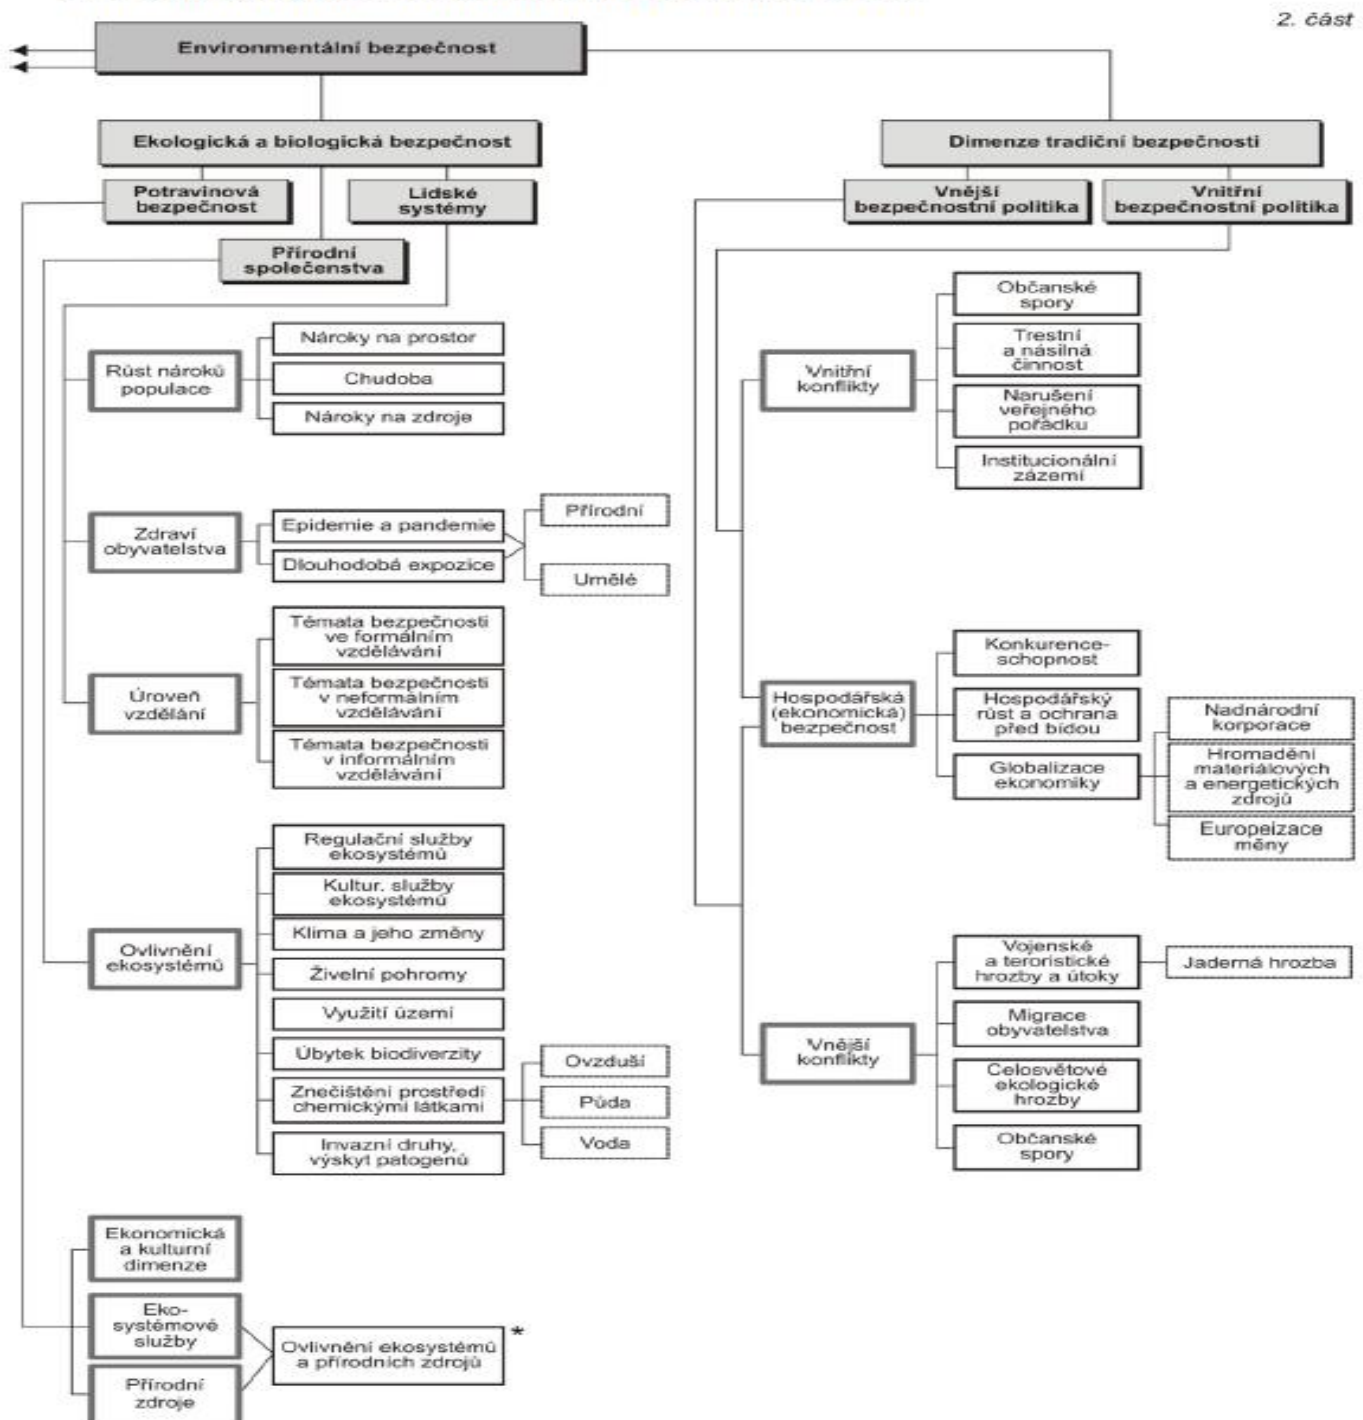 2. část
Environmentální bezpečnost
Ekologická a biologická bezpečnost
Dimenze tradiční bezpečnosti
Potravinová
bezpečnost
Lidské
systémy
Vnější
bezpečnostní politika
Vnitřní
bezpečnostní politika
Přírodní
společenstva
Růst nároků
populace
Nároky na prostor
Chudoba
Nároky na zdroje
Zdraví
obyvatelstva
Epidemie a pandemie
Dlouhodobá expozice
Přírodní
Umělé
Úroveň
vzdělání
Témata bezpečnosti
ve formálním
vzdělávání
Témata bezpečnosti
v neformálním
vzdělávání
Témata bezpečnosti
v informálním
vzdělávání
Ovlivnění
ekosystémů
Regulační služby
ekosystémů
Kultur. služby
ekosystémů
Klima a jeho změny
Živelní pohromy
Využití území
Úbytek biodiverzity
Znečištění prostředí
chemickými látkami
Invazní druhy,
výskyt patogenů
Ovzduší
Půda
Voda
Ekonomická
a kulturní
dimenze
Eko-
systémové
služby
Přírodní
zdroje
Ovlivnění ekosystémů
a přírodních zdrojů
*
Vnitřní
konflikty
Občanské
spory
Trestní
a násilná
činnost
Narušení
veřejného
pořádku
Institucionální
zázemí
Hospodářská
(ekonomická)
bezpečnost
Konkurence-
schopnost
Hospodářský
růst a ochrana
před bídou
Globalizace
ekonomiky
Nadnárodní
korporace
Hromadění
materiálových
a energetických
zdrojů
Europeizace
měny
Vnější
konflikty
Vojenské
a teroristické
hrozby a útoky
Jaderná hrozba
Migrace
obyvatelstva
Celosvětové
ekologické
hrozby
Občanské
spory